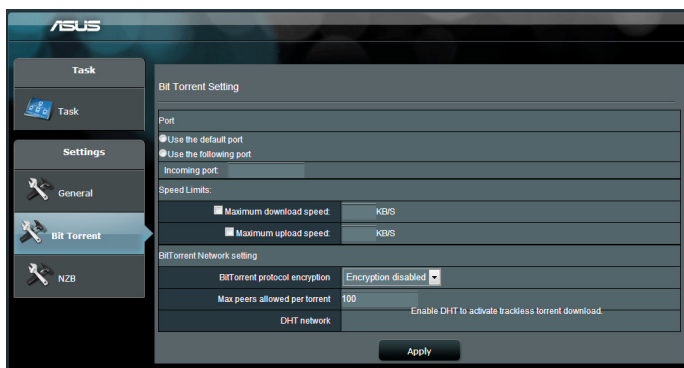 ASUS
Task
Task
Settings
General
Bit Torrent
NZB
Bit Torrent Setting
Port
Use the default port
Use the following port
Incoming port:
Speed Limits:
Maximum download speed: KB/S
Maximum upload speed: KB/S
BitTorrent Network setting
BitTorrent protocol encryption Encryption disabled
Max peers allowed per torrent 100
Enable DHT to activate trackless torrent download.
DHT network
Apply